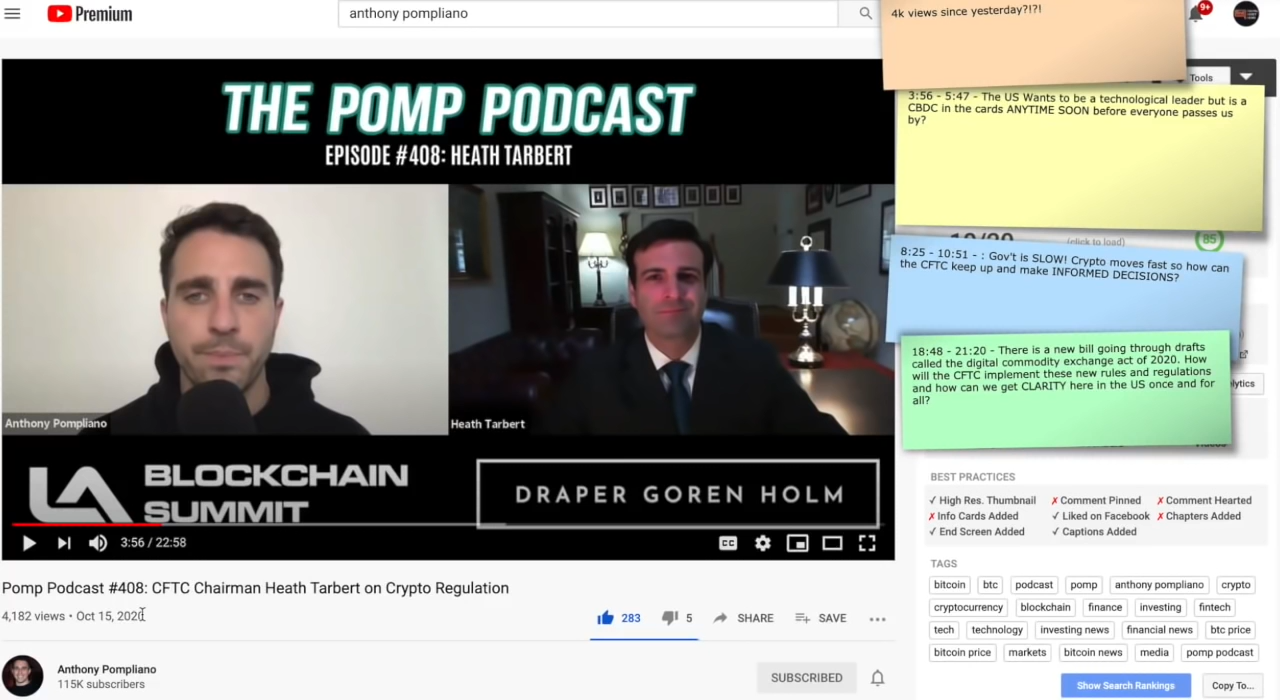 Premium
anthony pompliano
9+
4k views since yesterday?!?!
Tools
THE POMP PODCAST
EPISODE #408: HEATH TARBERT
3:56 - 5:47 - The US Wants to be a technological leader but is a
CBDC in the cards ANYTIME SOON before everyone passes us
by?
(click to load)
85
8:25 - 10:51 - : Gov't is SLOW! Crypto moves fast so how can
the CFTC keep up and make INFORMED DECISIONS?
18:48 - 21:20 - There is a new bill going through drafts
called the digital commodity exchange act of 2020. How
will the CFTC implement these new rules and regulations
and how can we get CLARITY here in the US once and for
all?
lytics
Anthony Pompliano
Heath Tarbert
LA BLOCKCHAIN
SUMMIT
DRAPER GOREN HOLM
3:56 / 22:58
CC
BEST PRACTICES
✓ High Res. Thumbnail ✗ Comment Pinned ✗ Comment Hearted
✗ Info Cards Added ✓ Liked on Facebook ✗ Chapters Added
✓ End Screen Added ✓ Captions Added
TAGS
bitcoin btc podcast pomp anthony pompliano crypto
cryptocurrency blockchain finance investing fintech
tech technology investing news financial news btc price
bitcoin price markets bitcoin news media pomp podcast
Show Search Rankings Copy To...
Pomp Podcast #408: CFTC Chairman Heath Tarbert on Crypto Regulation
4,182 views • Oct 15, 2020
283 5 SHARE SAVE
Anthony Pompliano
115K subscribers
SUBSCRIBED